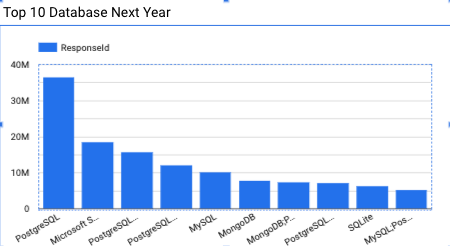 Top 10 Database Next Year
ResponseId
40M
30M
20M
10M
0
PostgreSQL
Microsoft S...
PostgreSQL...
PostgreSQL...
MySQL
MongoDB
MongoDB;P...
PostgreSQL...
SQLite
MySQL;Pos...